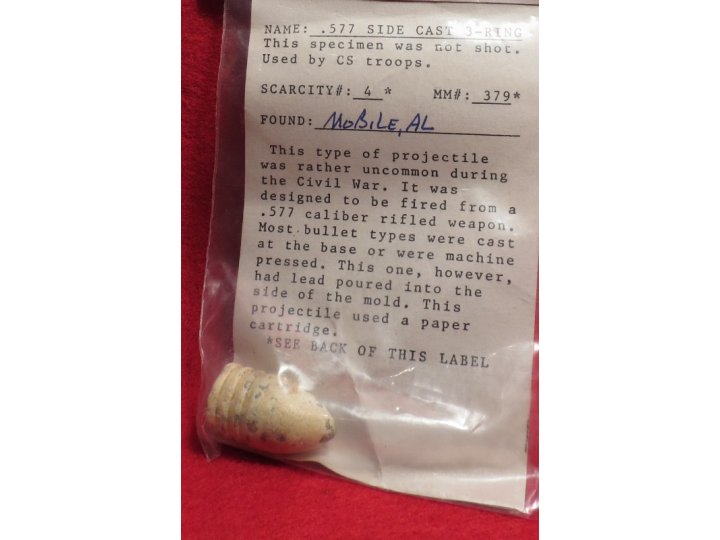 NAME: .577 SIDE CAST 3-RING
This specimen was not shot.
Used by CS troops.
SCARCITY#: 4 * MM#: 379*
FOUND: MOBILE, AL
This type of projectile
was rather uncommon during
the Civil War. It was
designed to be fired from a
.577 caliber rifled weapon.
Most bullet types were cast
at the base or were machine
pressed. This one, however,
had lead poured into the
side of the mold. This
projectile used a paper
cartridge.
*SEE BACK OF THIS LABEL